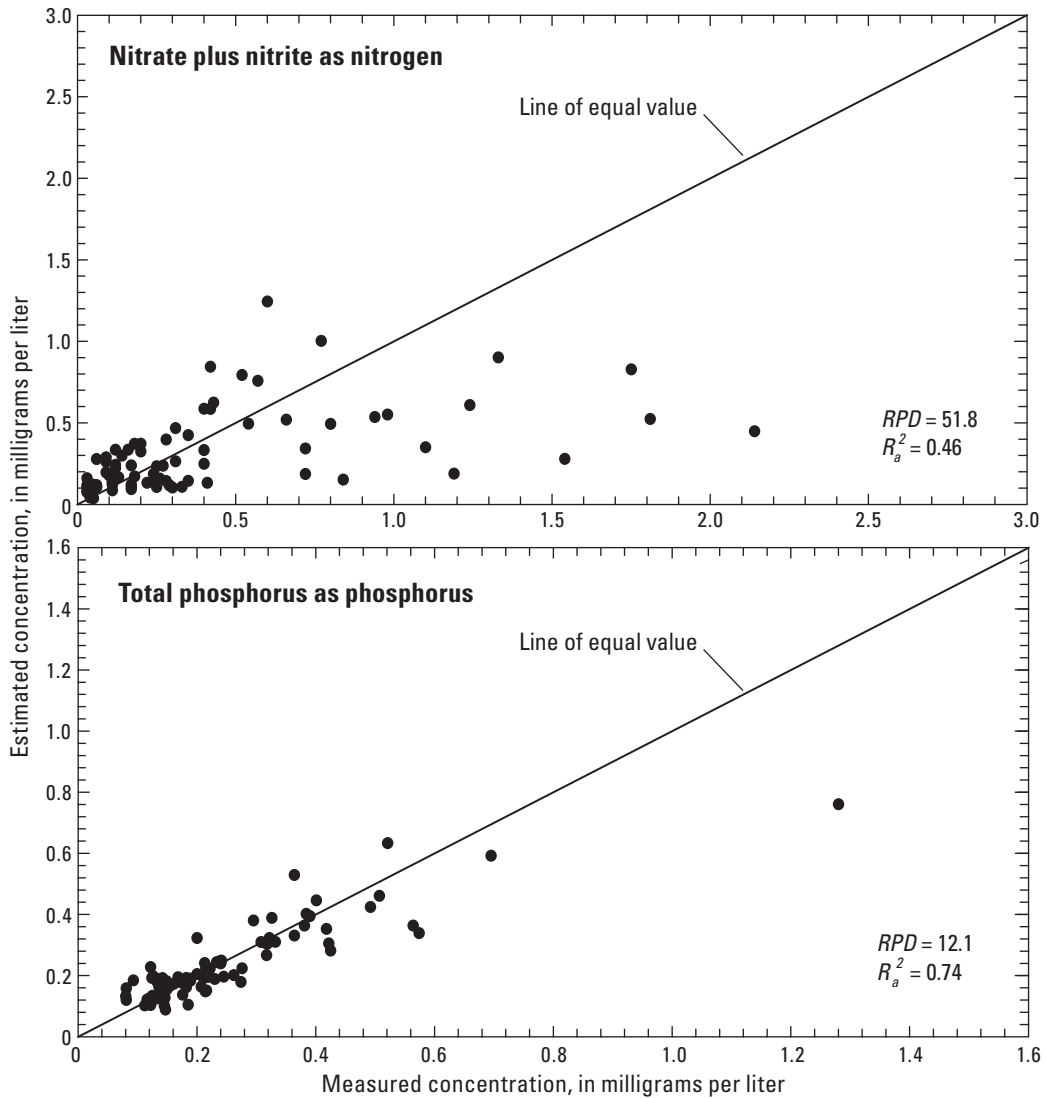 3.0
Nitrate plus nitrite as nitrogen
2.5
Line of equal value
2.0
1.5
1.0
0.5
RPD = 51.8
R_a^2 = 0.46
0
0 0.5 1.0 1.5 2.0 2.5 3.0
Estimated concentration, in milligrams per liter
1.6
Total phosphorus as phosphorus
1.4
Line of equal value
1.2
1.0
0.8
0.6
0.4
RPD = 12.1
R_a^2 = 0.74
0.2
0
0 0.2 0.4 0.6 0.8 1.0 1.2 1.4 1.6
Measured concentration, in milligrams per liter